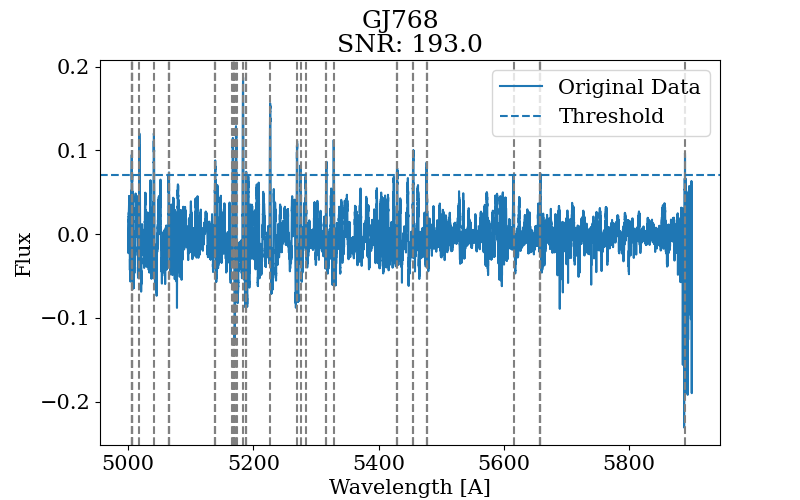 GJ768
SNR: 193.0
Original Data
Threshold
0.2
0.1
0.0
−0.1
−0.2
Flux
5000 5200 5400 5600 5800
Wavelength [A]